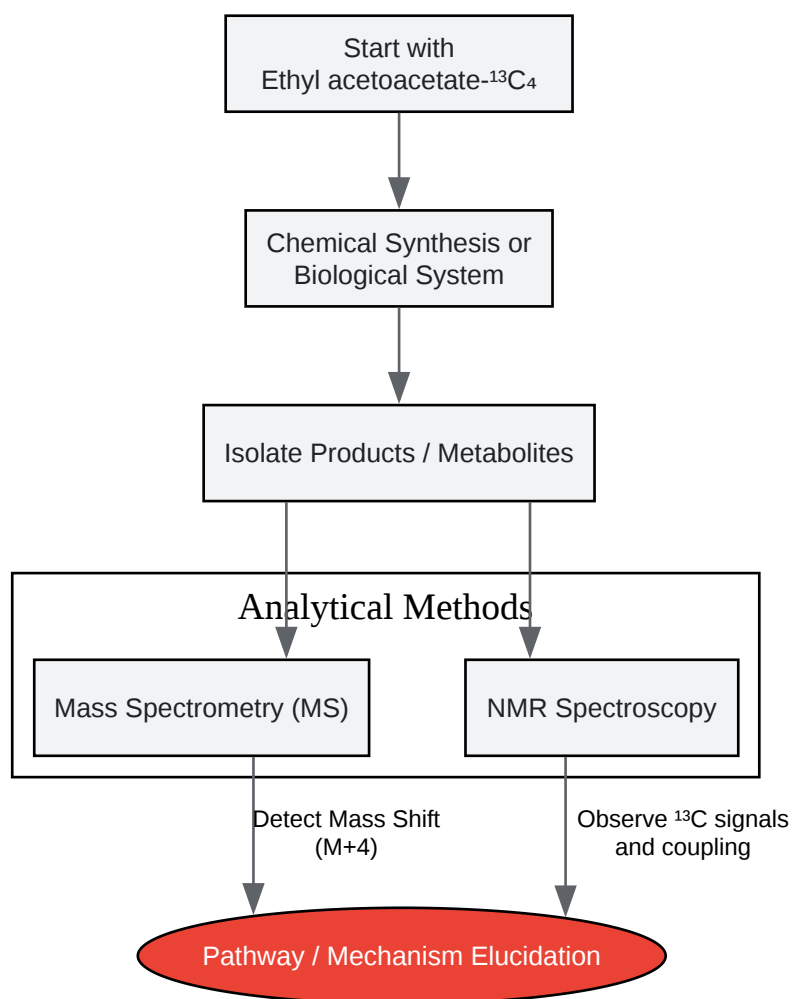 Start with
Ethyl acetoacetate-¹³C₄
Chemical Synthesis or
Biological System
Isolate Products / Metabolites
Analytical Methods
Mass Spectrometry (MS)
NMR Spectroscopy
Detect Mass Shift
(M+4)
Observe ¹³C signals
and coupling
Pathway / Mechanism Elucidation